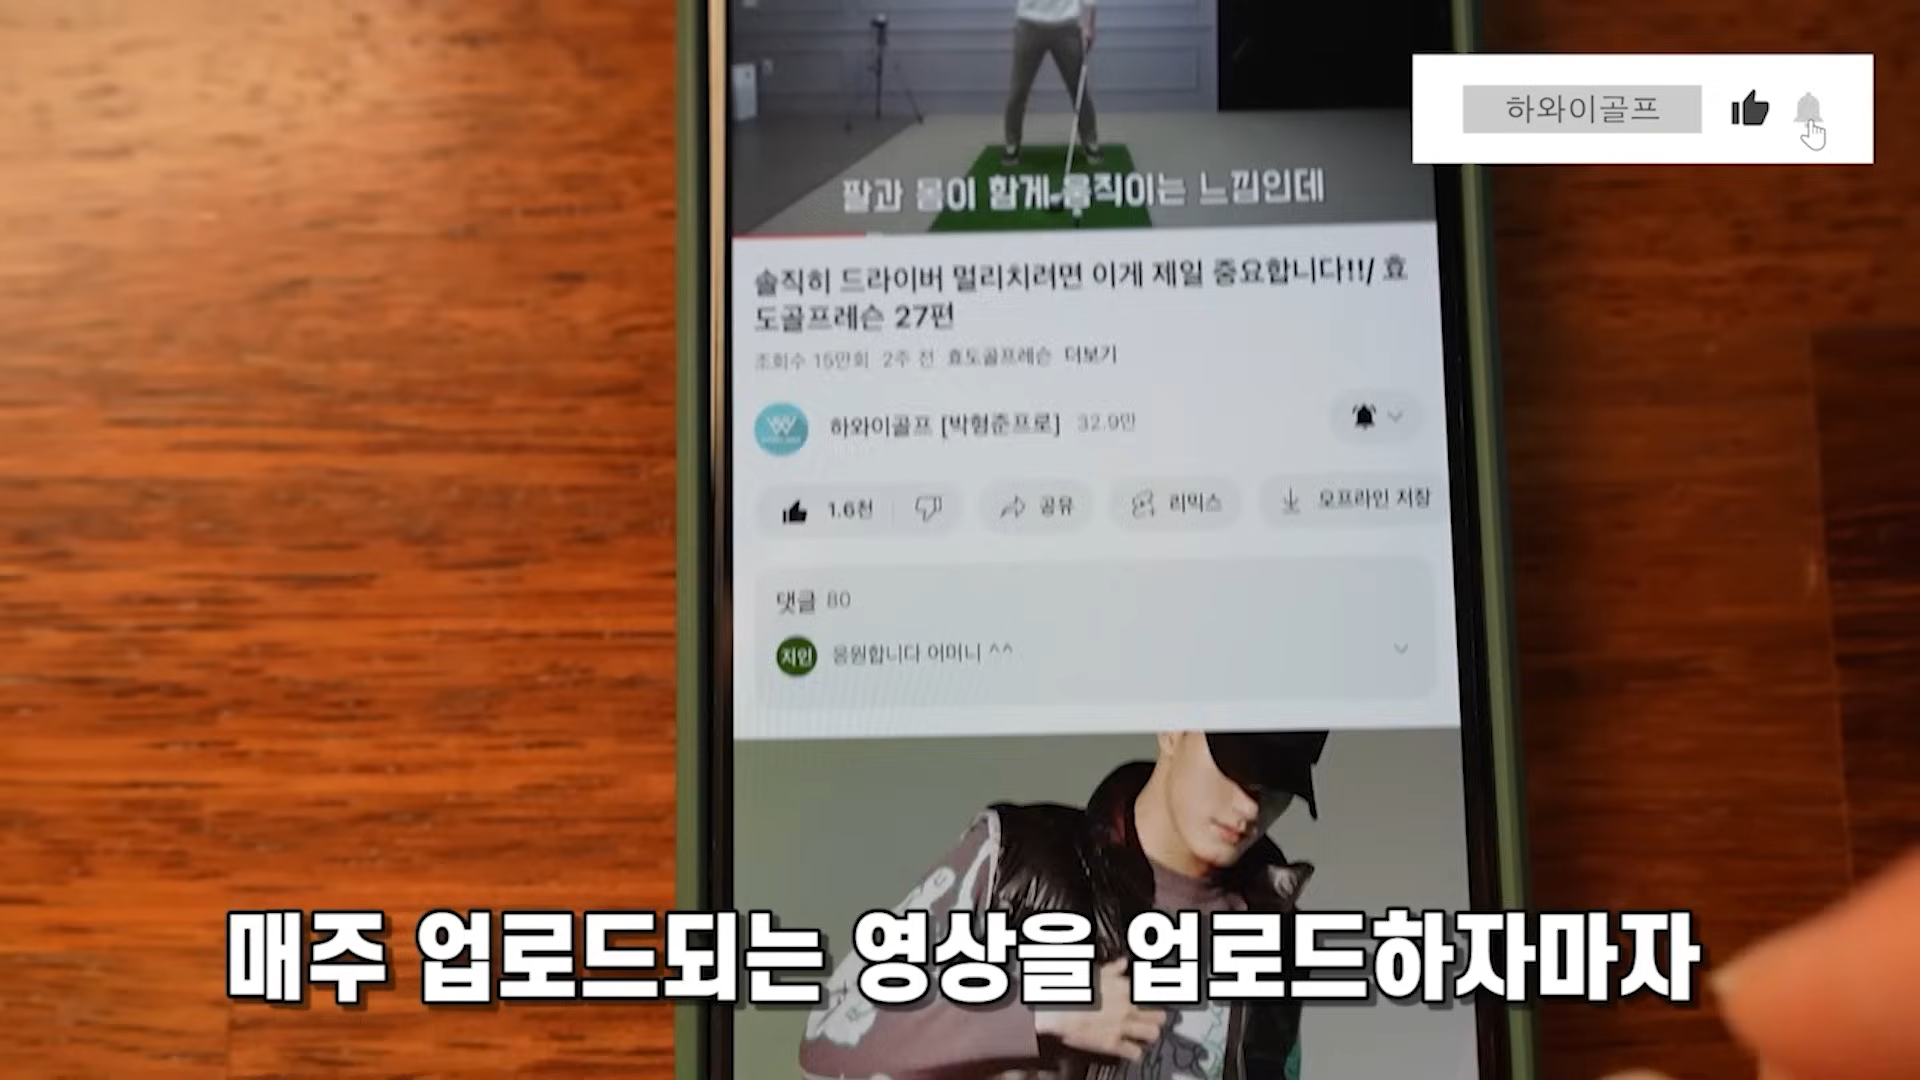 하와이골프
팔과 몸이 함께 움직이는 느낌인데
솔직히 드라이버 멀리치려면 이게 제일 중요합니다!!/ 효
도골프레슨 27편
조회수 15만회 2주 전 효도골프레슨 더보기
하와이골프 [박형준프로] 32.9만
1.6천 공유 리믹스 오프라인 저장
댓글 80
지인 응원합니다 어머니 ^^
매주 업로드되는 영상을 업로드하자마자